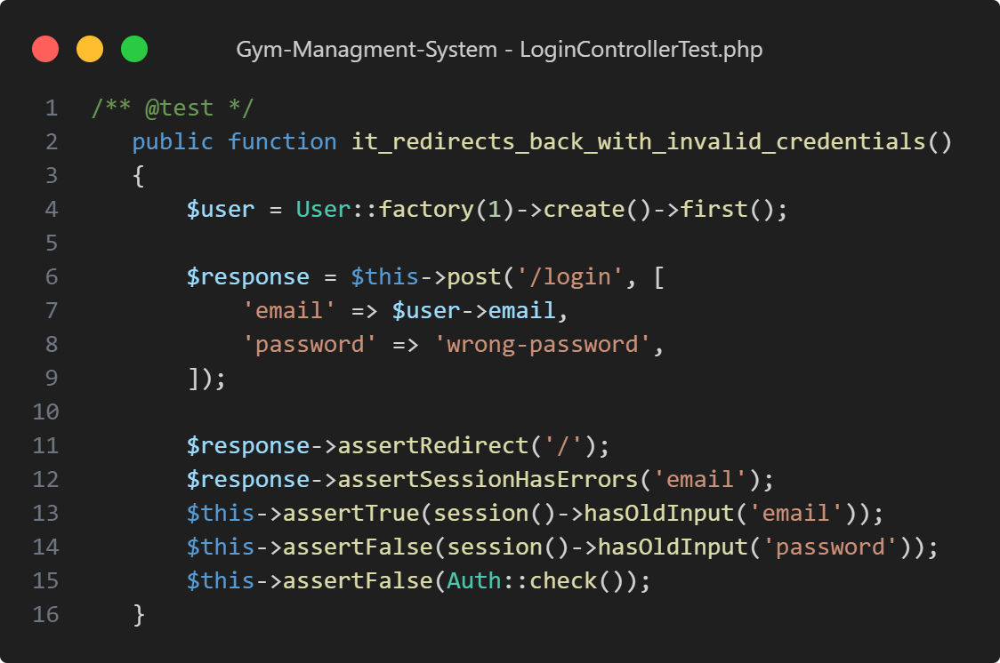 Gym-Managment-System - LoginControllerTest.php
1 /** @test */
2    public function it_redirects_back_with_invalid_credentials()
3    {
4        $user = User::factory(1)->create()->first();
5
6        $response = $this->post('/login', [
7            'email' => $user->email,
8            'password' => 'wrong-password',
9        ]);
10
11        $response->assertRedirect('/');
12        $response->assertSessionHasErrors('email');
13        $this->assertTrue(session()->hasOldInput('email'));
14        $this->assertFalse(session()->hasOldInput('password'));
15        $this->assertFalse(Auth::check());
16    }